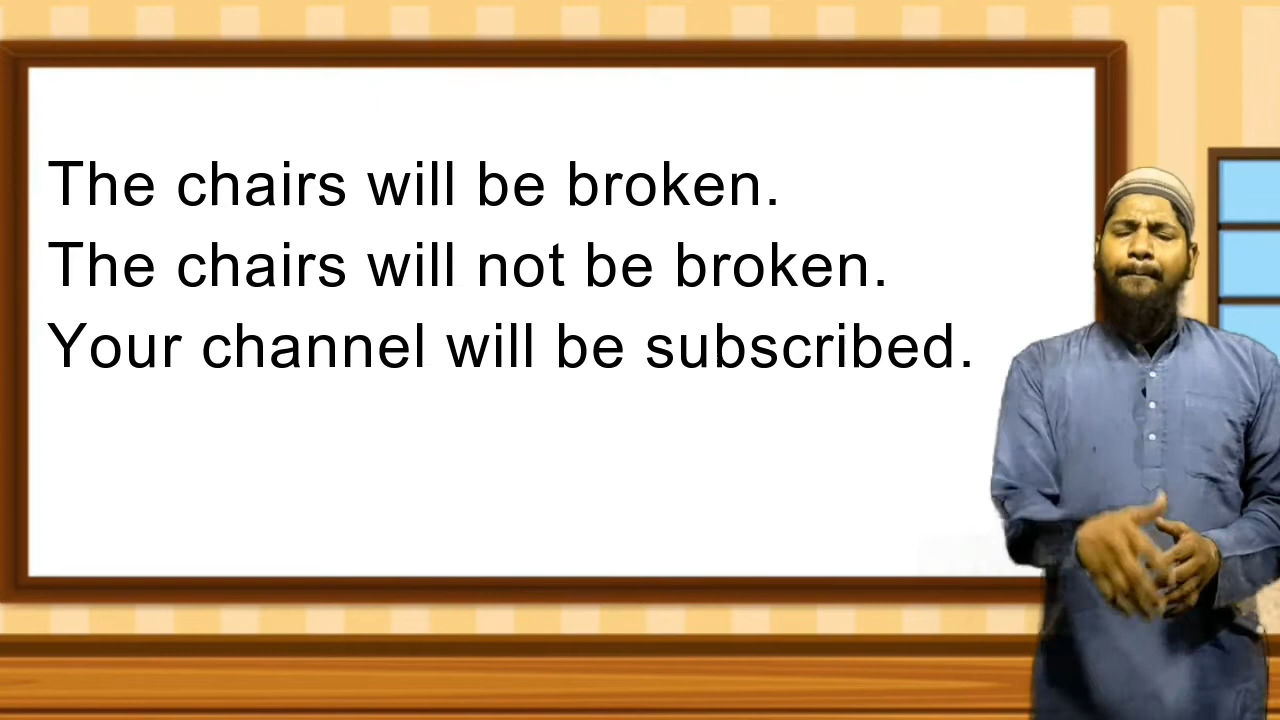 The chairs will be broken.
The chairs will not be broken.
Your channel will be subscribed.